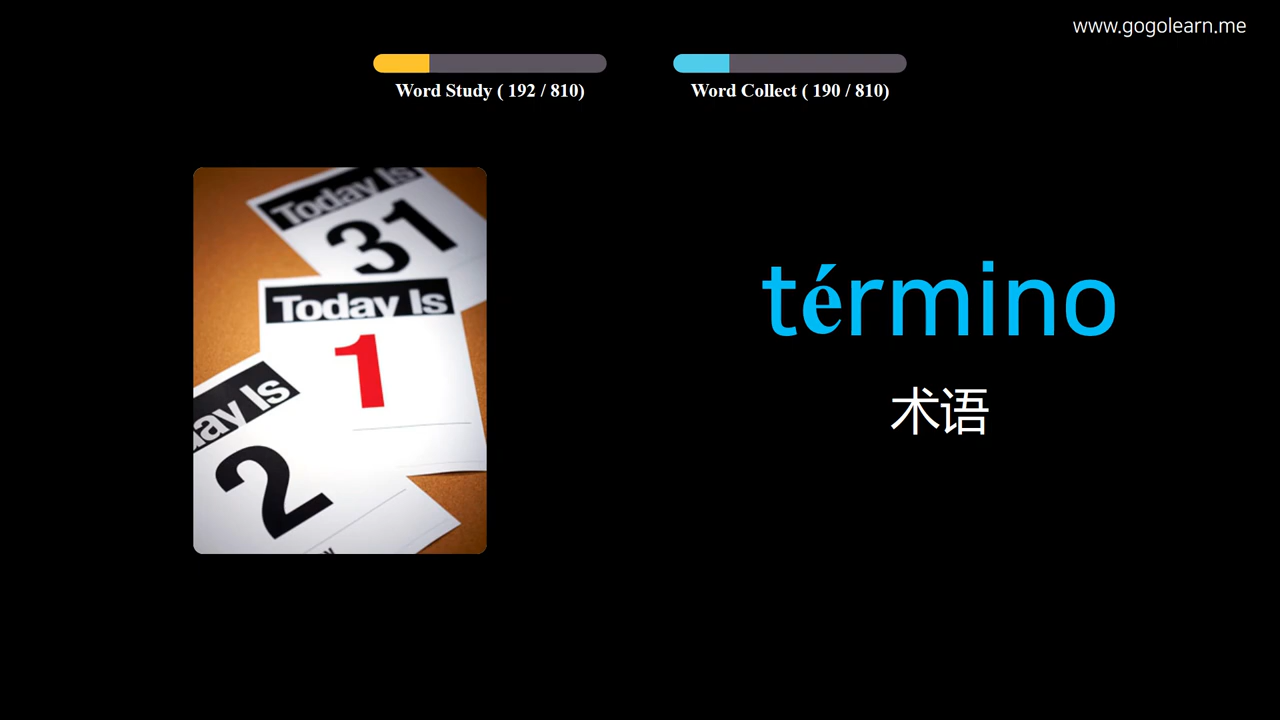 www.gogolearn.me
Word Study ( 192 / 810)
Word Collect ( 190 / 810)
Today Is
31
Today Is
1
ay Is
2
término
术语